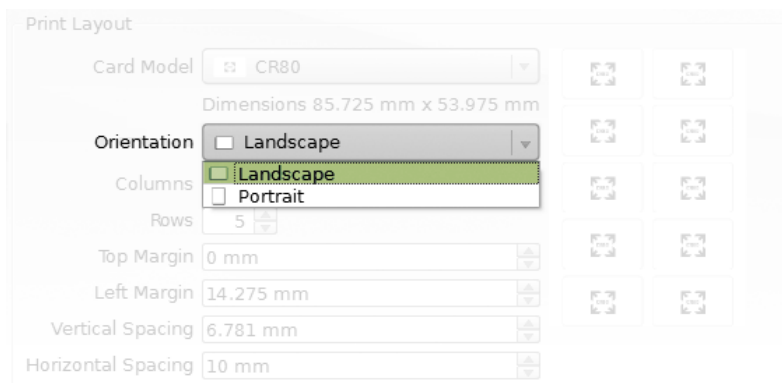 Print Layout
Card Model CR80
Dimensions 85.725 mm x 53.975 mm
Orientation Landscape
Landscape
Columns
Portrait
Rows 5
Top Margin 0 mm
Left Margin 14.275 mm
Vertical Spacing 6.781 mm
Horizontal Spacing 10 mm